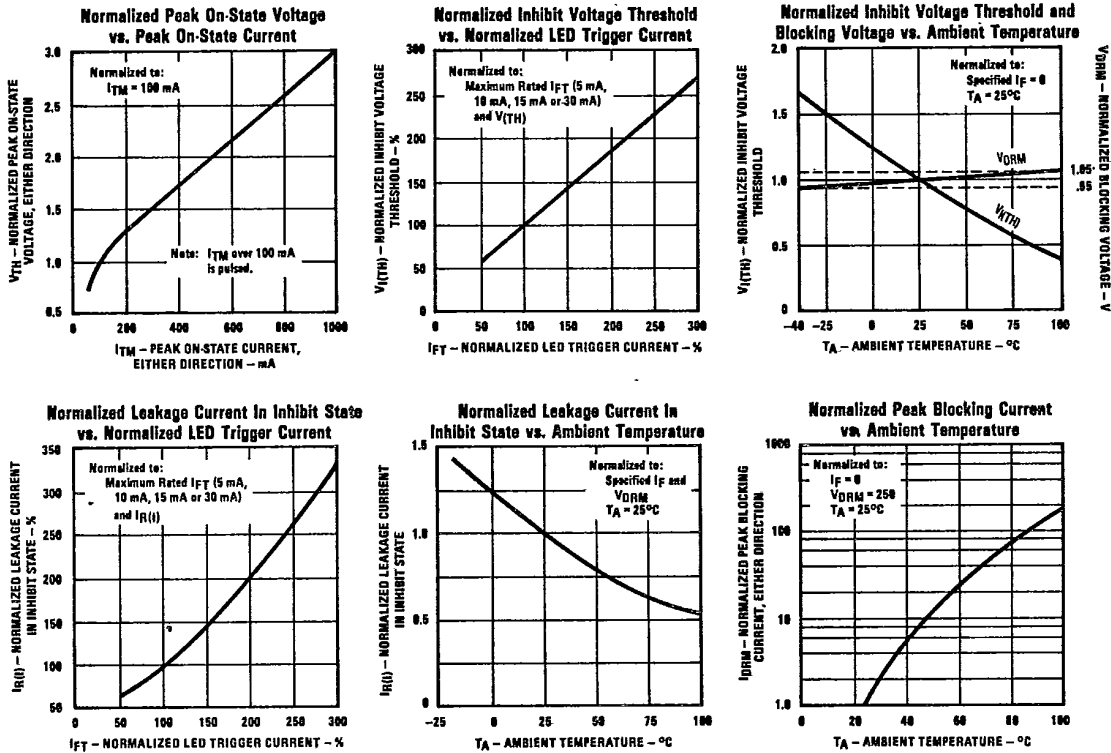 Normalized Peak On-State Voltage
vs. Peak On-State Current
VTH – NORMALIZED PEAK ON-STATE
VOLTAGE, EITHER DIRECTION
3.0
2.5
2.0
1.5
1.0
0.5
Normalized to:
ITM = 100 mA
Note: ITM over 100 mA
is pulsed.
0 200 400 600 800 1000
ITM – PEAK ON-STATE CURRENT,
EITHER DIRECTION – mA
Normalized Inhibit Voltage Threshold
vs. Normalized LED Trigger Current
VI(TH) – NORMALIZED INHIBIT VOLTAGE
THRESHOLD – %
300
250
200
150
100
50
0
Normalized to:
Maximum Rated IFT (5 mA,
10 mA, 15 mA or 30 mA)
and V(TH)
0 50 100 150 200 250 300
IFT – NORMALIZED LED TRIGGER CURRENT – %
Normalized Inhibit Voltage Threshold and
Blocking Voltage vs. Ambient Temperature
VI(TH) – NORMALIZED INHIBIT VOLTAGE
THRESHOLD
2.0
1.5
1.0
0.5
0
Normalized to:
Specified IF = 0
TA = 25°C
VDRM
VI(TH)
1.05
.95
VDRM – NORMALIZED BLOCKING VOLTAGE – V
-40 -25 0 25 50 75 100
TA – AMBIENT TEMPERATURE – °C
Normalized Leakage Current In Inhibit State
vs. Normalized LED Trigger Current
IR(I) – NORMALIZED LEAKAGE CURRENT
IN INHIBIT STATE – %
350
300
250
200
150
100
50
Normalized to:
Maximum Rated IFT (5 mA,
10 mA, 15 mA or 30 mA)
and IR(I)
0 50 100 150 200 250 300
IFT – NORMALIZED LED TRIGGER CURRENT – %
Normalized Leakage Current In
Inhibit State vs. Ambient Temperature
IR(I) – NORMALIZED LEAKAGE CURRENT
IN INHIBIT STATE
1.5
1.0
0.5
0
Normalized to:
Specified IF and
VDRM
TA = 25°C
-25 0 25 50 75 100
TA – AMBIENT TEMPERATURE – °C
Normalized Peak Blocking Current
vs. Ambient Temperature
IDRM – NORMALIZED PEAK BLOCKING
CURRENT, EITHER DIRECTION
1000
100
10
1.0
Normalized to:
IF = 0
VDRM = 250
TA = 25°C
0 20 40 60 80 100
TA – AMBIENT TEMPERATURE – °C